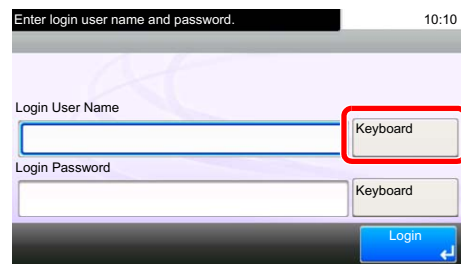 Enter login user name and password.
10:10
Login User Name
Keyboard
Login Password
Keyboard
Login